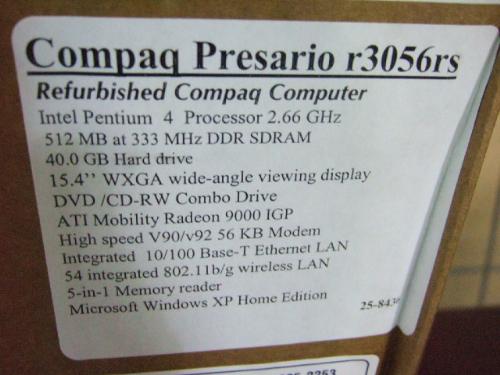 Compaq Presario r3056rs
Refurbished Compaq Computer
Intel Pentium 4 Processor 2.66 GHz
512 MB at 333 MHz DDR SDRAM
40.0 GB Hard drive
15.4'' WXGA wide-angle viewing display
DVD /CD-RW Combo Drive
ATI Mobility Radeon 9000 IGP
High speed V90/v92 56 KB Modem
Integrated 10/100 Base-T Ethernet LAN
54 integrated 802.11b/g wireless LAN
5-in-1 Memory reader
Microsoft Windows XP Home Edition